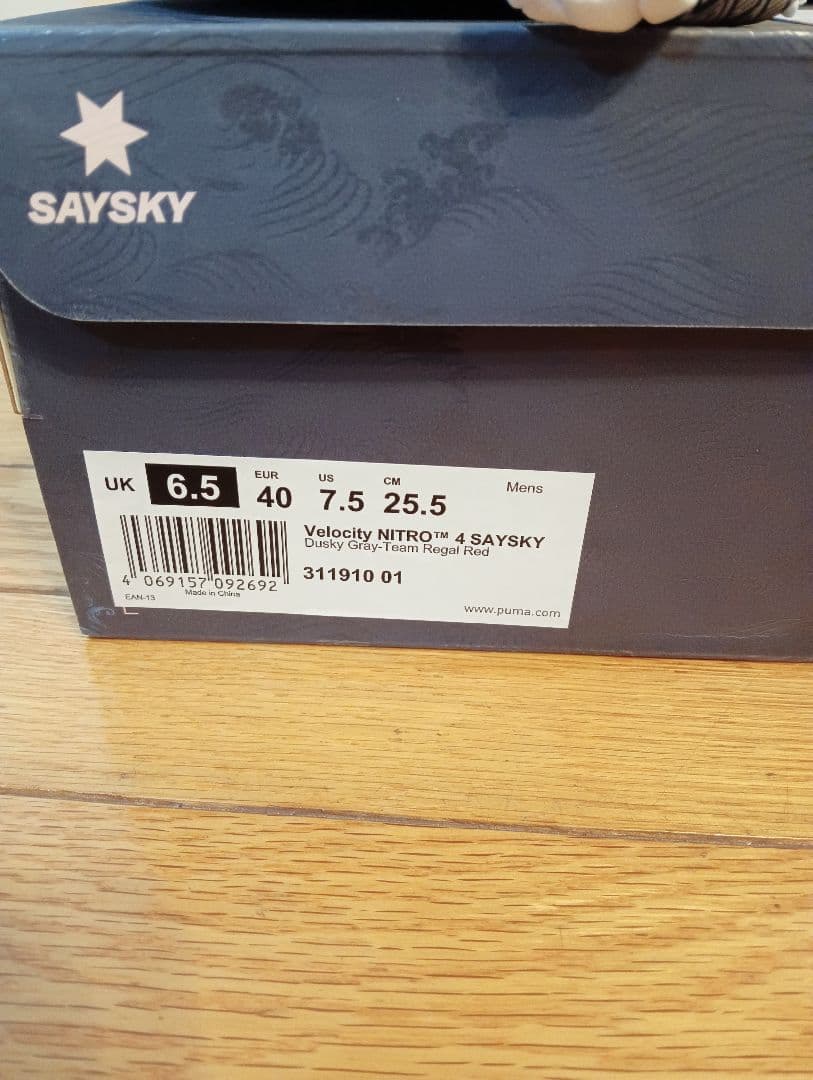 SAYSKY
UK 6.5 EUR 40 US 7.5 CM 25.5 Mens
Velocity NITRO™ 4 SAYSKY
Dusky Gray-Team Regal Red
311910 01
4 069157 092692
EAN-13 Made in China
www.puma.com